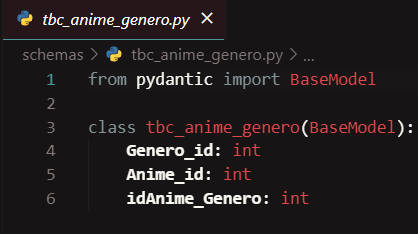 tbc_anime_genero.py ×
schemas > tbc_anime_genero.py > ...
1 from pydantic import BaseModel
2
3 class tbc_anime_genero(BaseModel):
4     Genero_id: int
5     Anime_id: int
6     idAnime_Genero: int